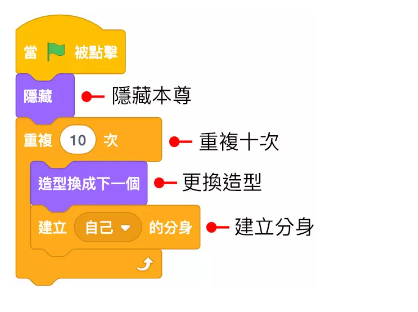 當 被點擊
隱藏 隱藏本尊
重複 10 次 重複十次
造型換成下一個 更換造型
建立 自己 的分身 建立分身